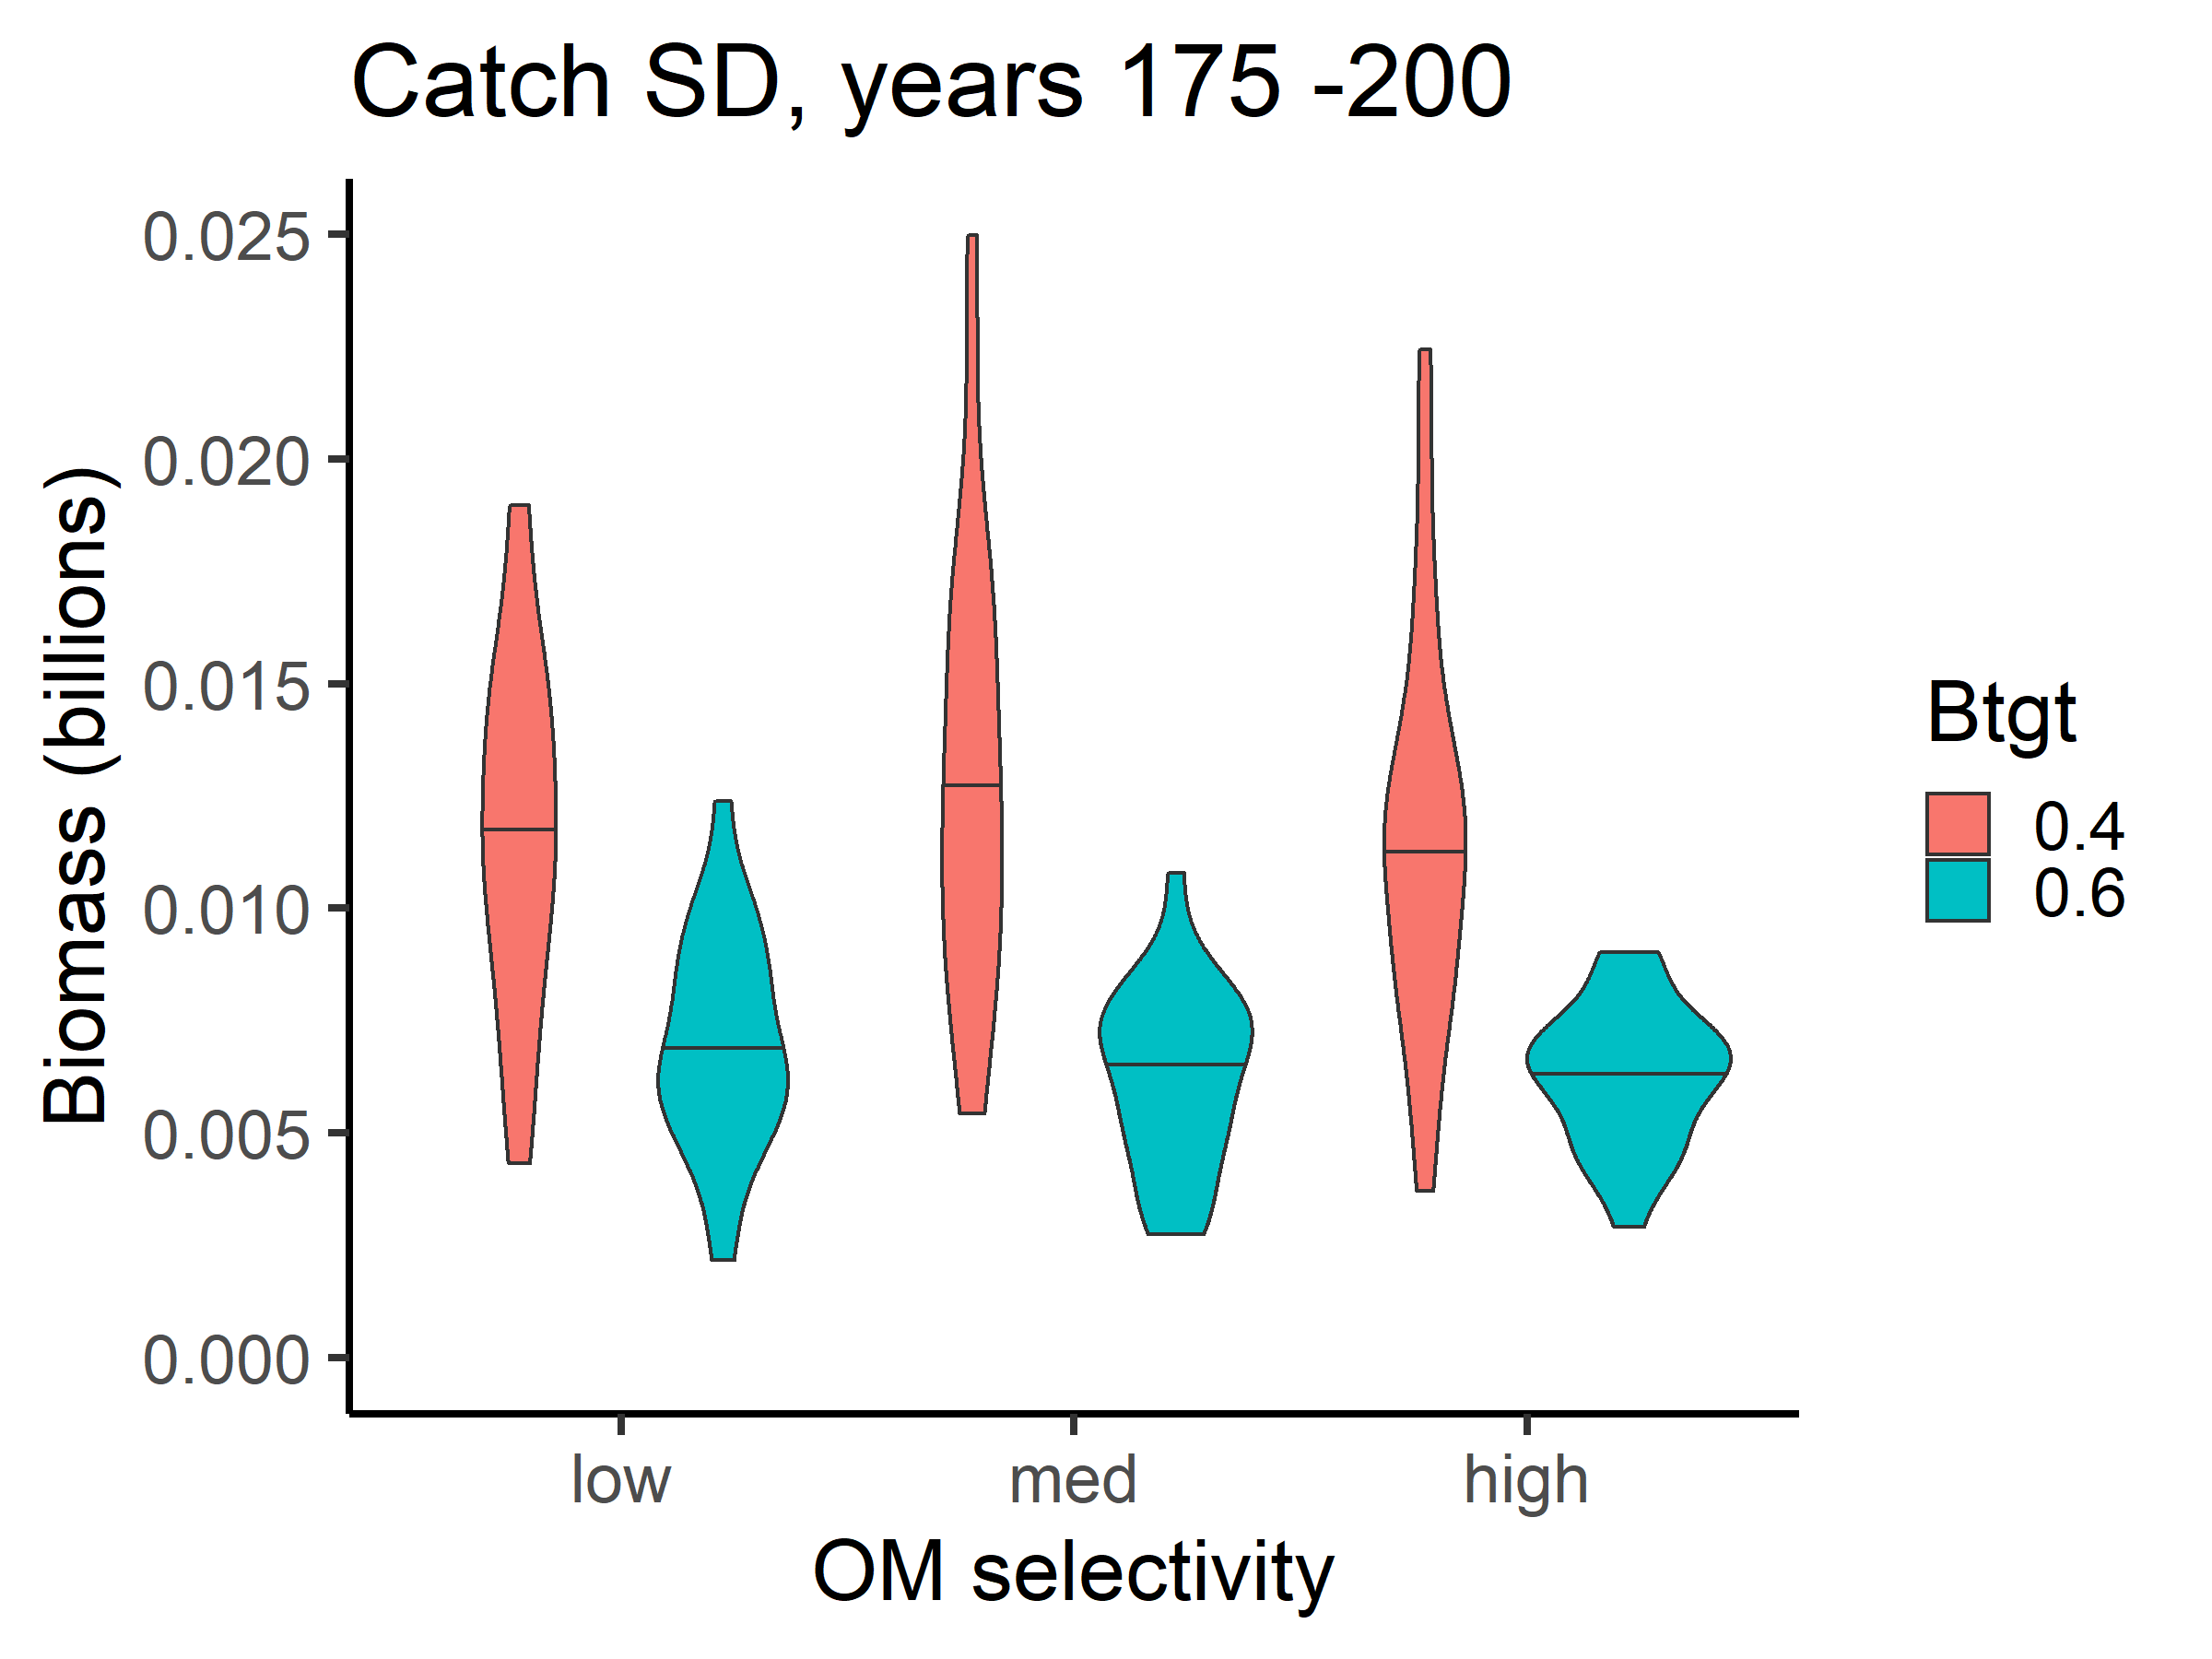 Catch SD, years 175 -200
Biomass (billions)
0.025
0.020
0.015
0.010
0.005
0.000
low med high
OM selectivity
Btgt
0.4
0.6